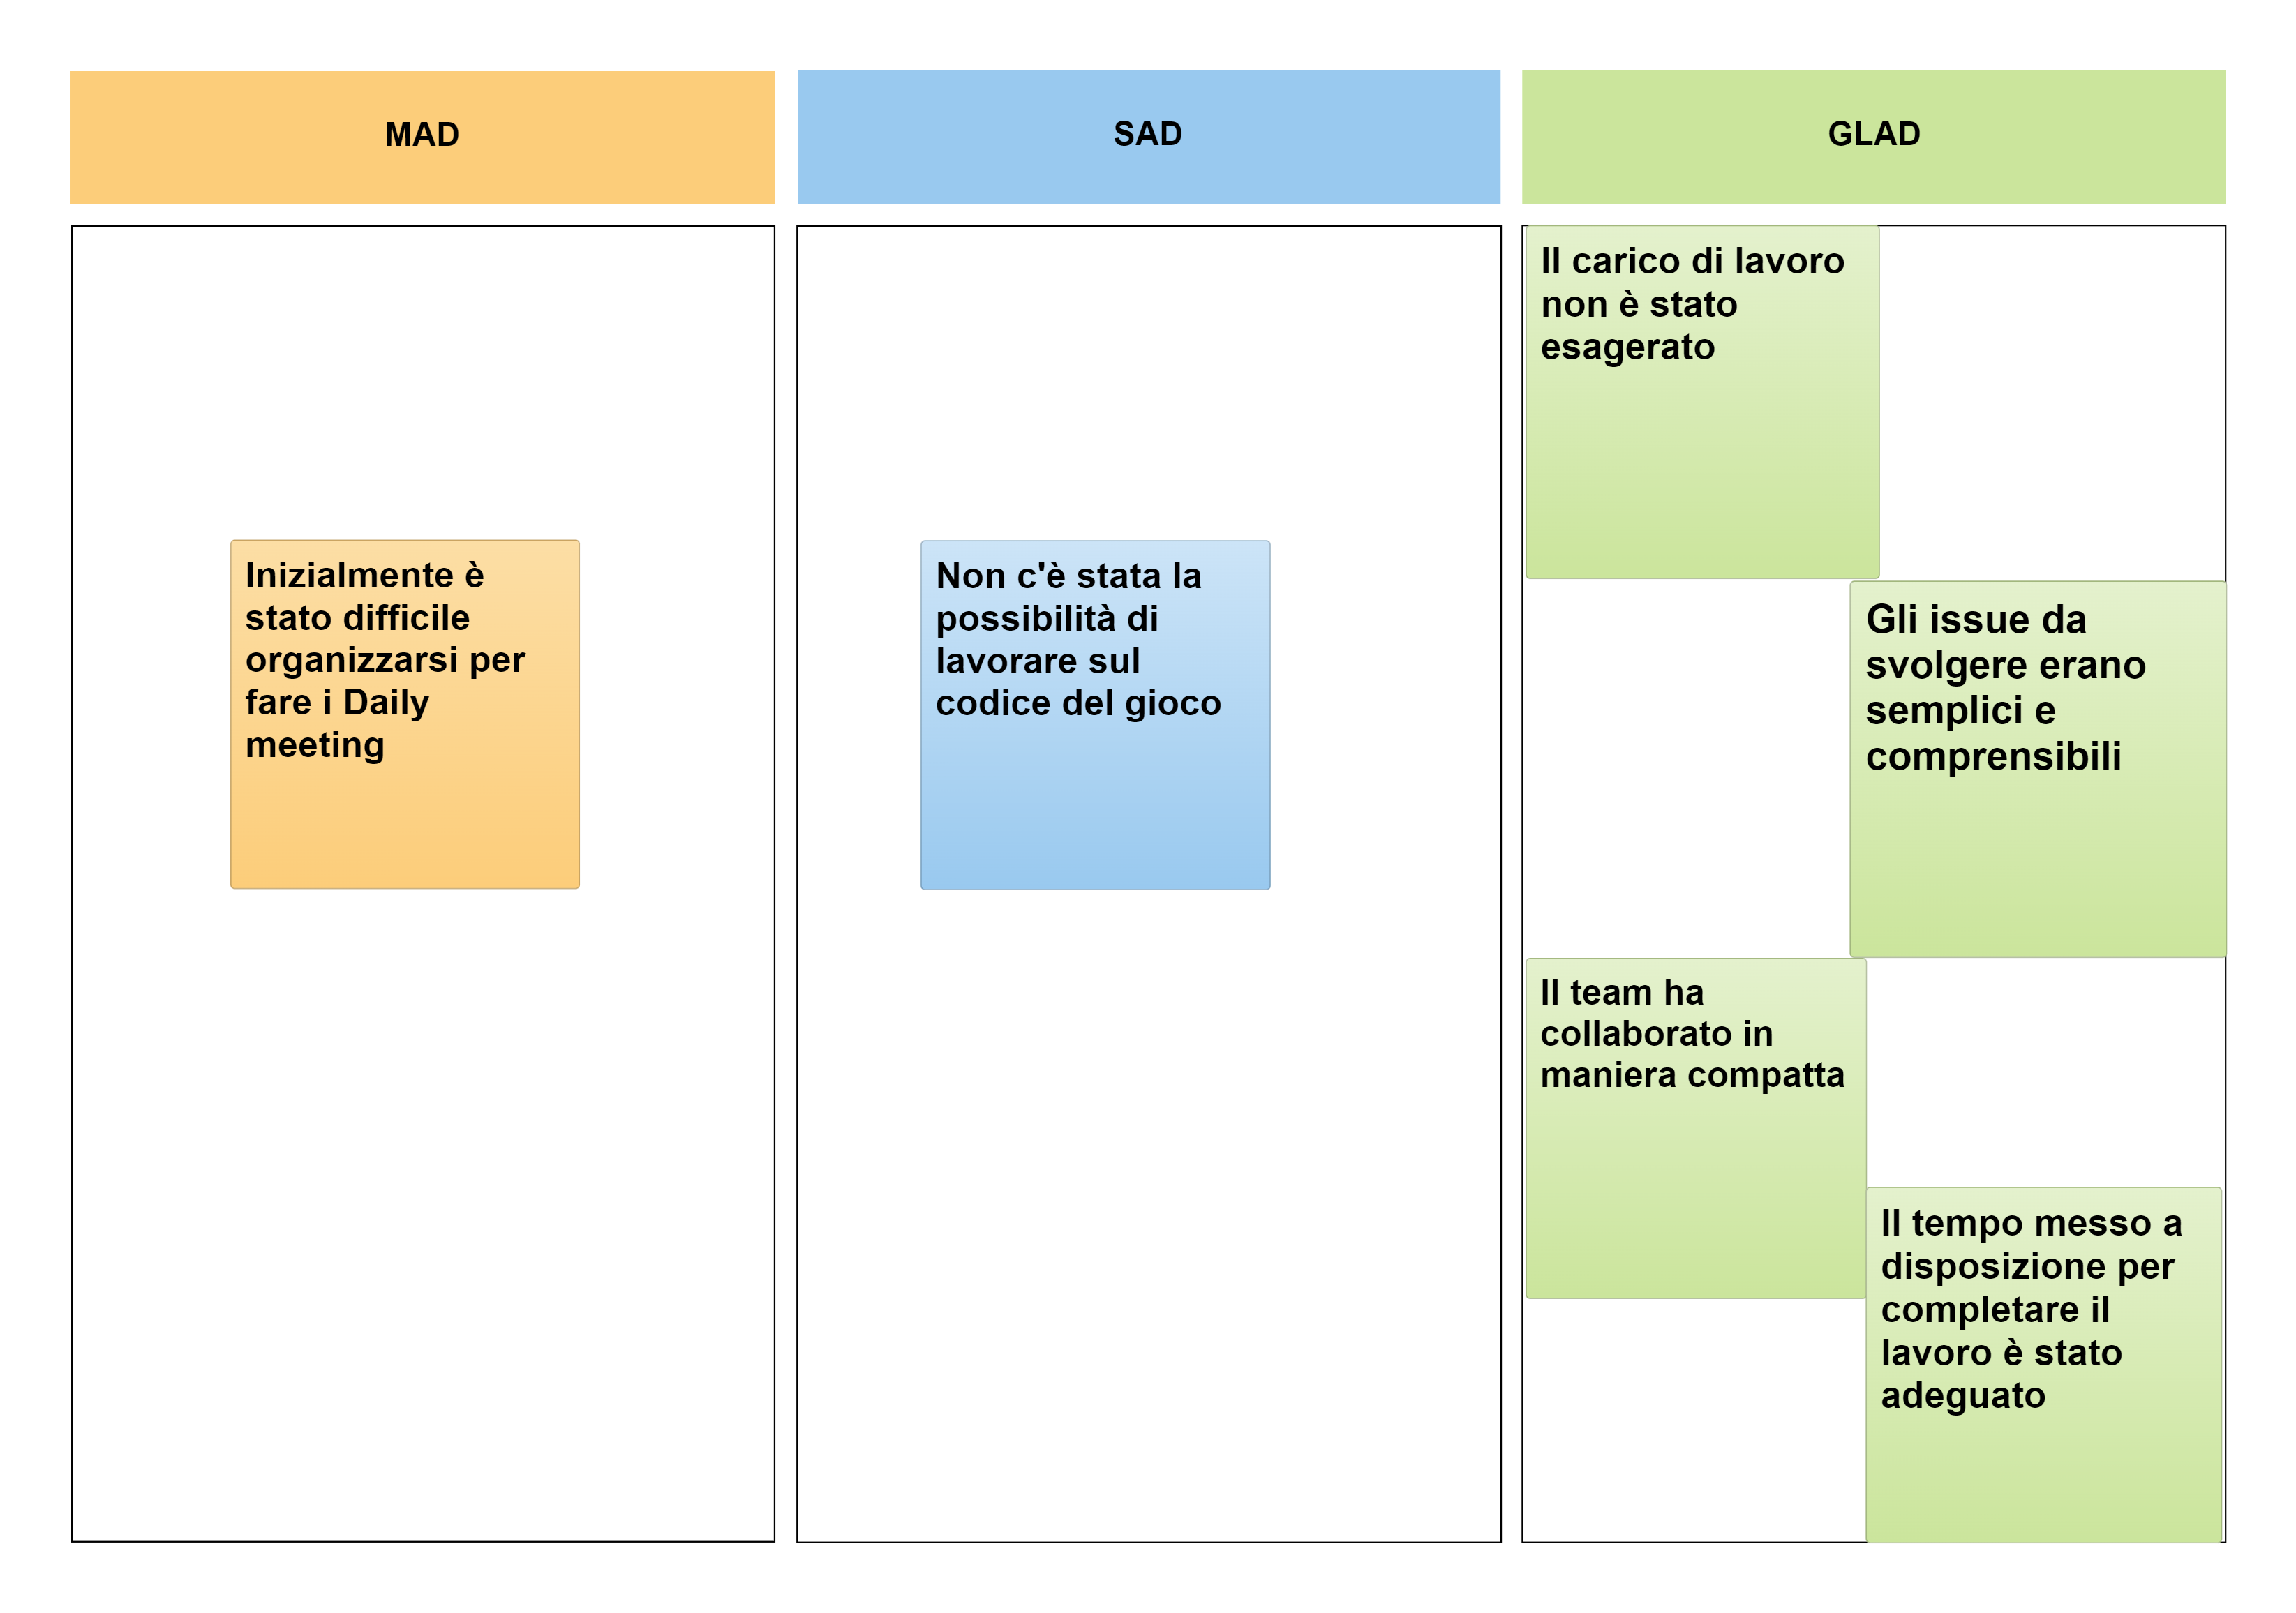 MAD
SAD
GLAD
Inizialmente è
stato difficile
organizzarsi per
fare i Daily
meeting
Non c'è stata la
possibilità di
lavorare sul
codice del gioco
Il carico di lavoro
non è stato
esagerato
Gli issue da
svolgere erano
semplici e
comprensibili
Il team ha
collaborato in
maniera compatta
Il tempo messo a
disposizione per
completare il
lavoro è stato
adeguato